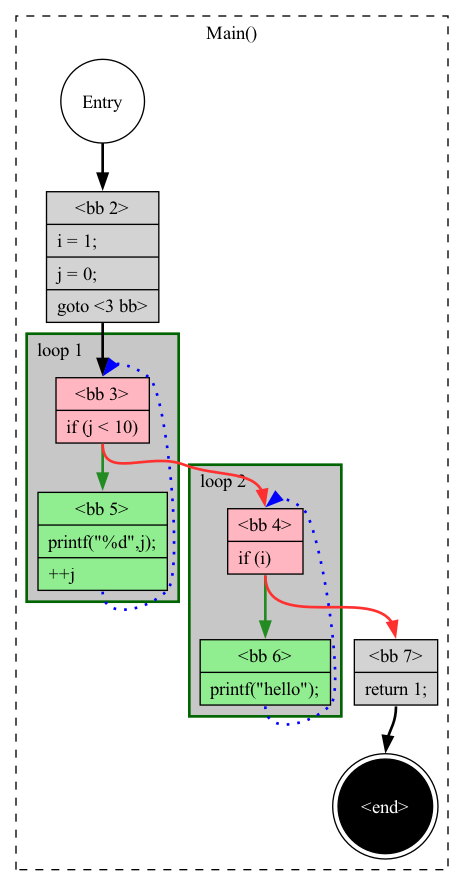 Main()
Entry
<bb 2>
i = 1;
j = 0;
goto <3 bb>
loop 1
<bb 3>
if (j < 10)
<bb 5>
printf("%d",j);
++j
loop 2
<bb 4>
if (i)
<bb 6>
printf("hello");
<bb 7>
return 1;
<end>